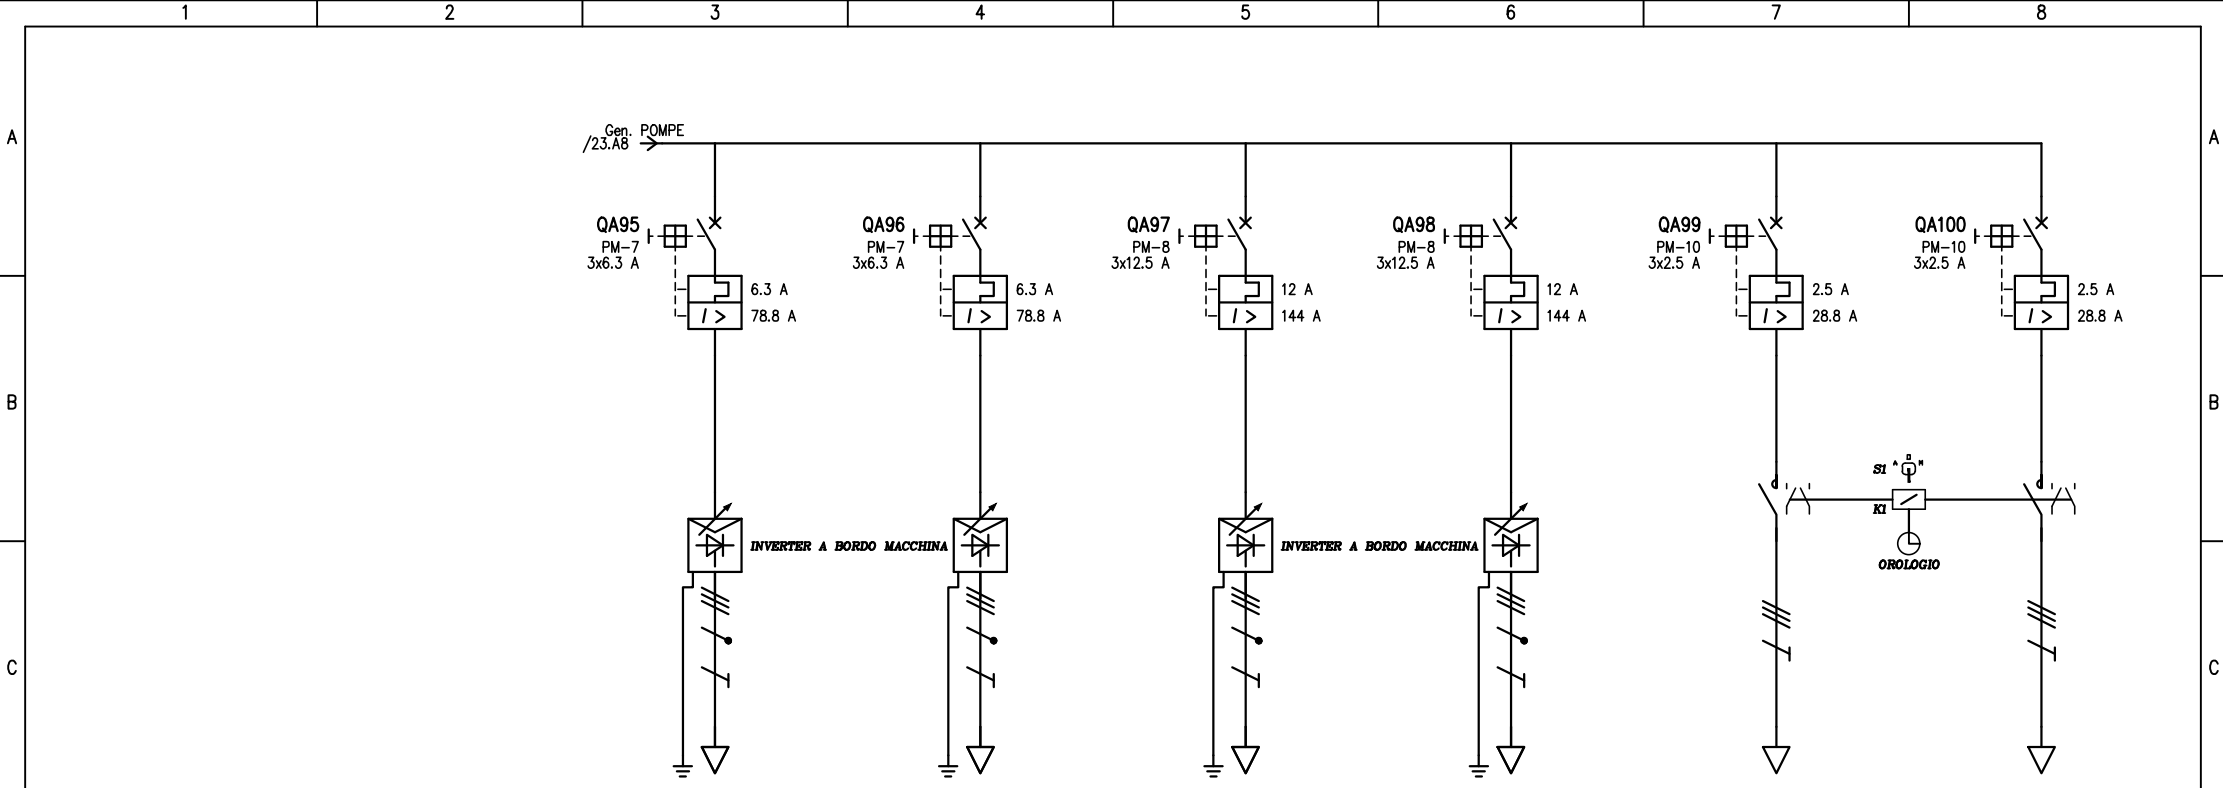 1 2 3 4 5 6 7 8
A A
Gen. POMPE
/23.A8
QA95 QA96 QA97 QA98 QA99 QA100
PM-7 PM-7 PM-8 PM-8 PM-10 PM-10
3x6.3 A 3x6.3 A 3x12.5 A 3x12.5 A 3x2.5 A 3x2.5 A
6.3 A 6.3 A 12 A 12 A 2.5 A 2.5 A
I > I > I > I > I > I >
78.8 A 78.8 A 144 A 144 A 28.8 A 28.8 A
B B
S1 A 0 M
K1
INVERTER A BORDO MACCHINA INVERTER A BORDO MACCHINA
OROLOGIO
C C